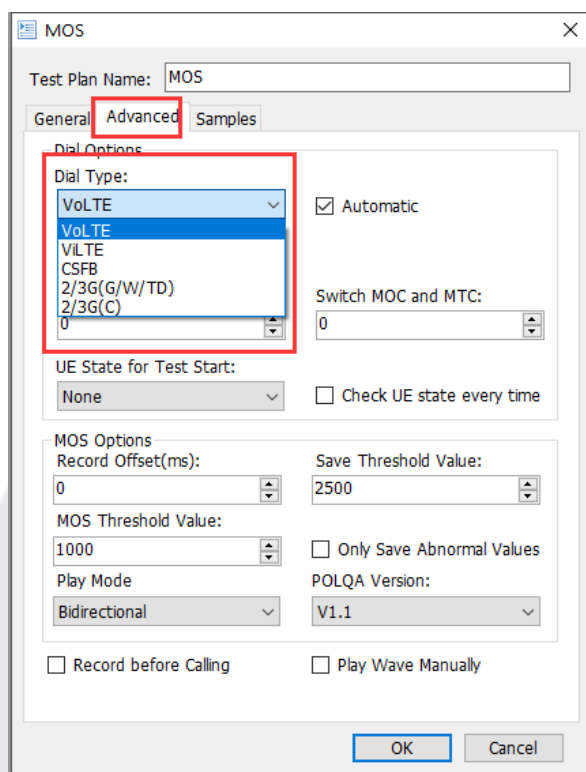 MOS
Test Plan Name: MOS
General Advanced Samples
Dial Options
Dial Type:
VoLTE Automatic
VoLTE
ViLTE
CSFB
2/3G(G/W/TD) Switch MOC and MTC:
2/3G(C)
0 0
UE State for Test Start:
None Check UE state every time
MOS Options
Record Offset(ms): Save Threshold Value:
0 2500
MOS Threshold Value:
1000 Only Save Abnormal Values
Play Mode POLQA Version:
Bidirectional V1.1
Record before Calling Play Wave Manually
OK Cancel